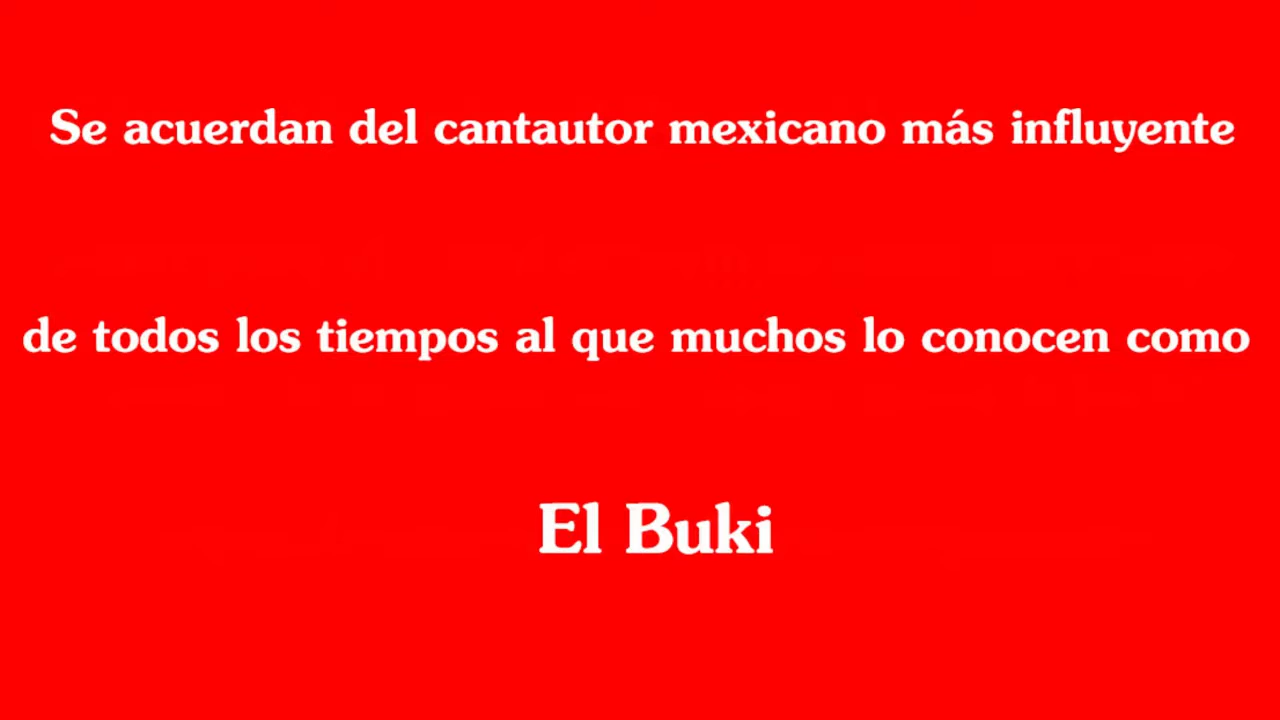 Se acuerdan del cantautor mexicano más influyente
de todos los tiempos al que muchos lo conocen como
El Buki